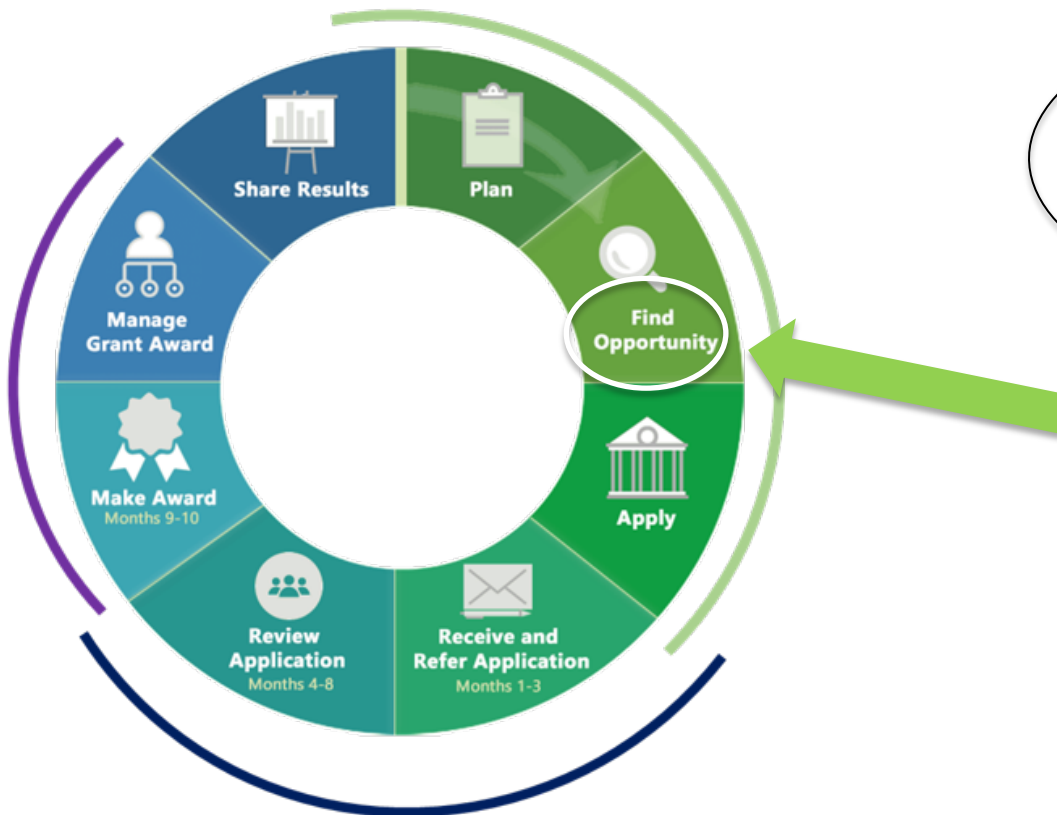 Plan
Find
Opportunity
Apply
Receive and
Refer Application
Months 1-3
Review
Application
Months 4-8
Make Award
Months 9-10
Manage
Grant Award
Share Results